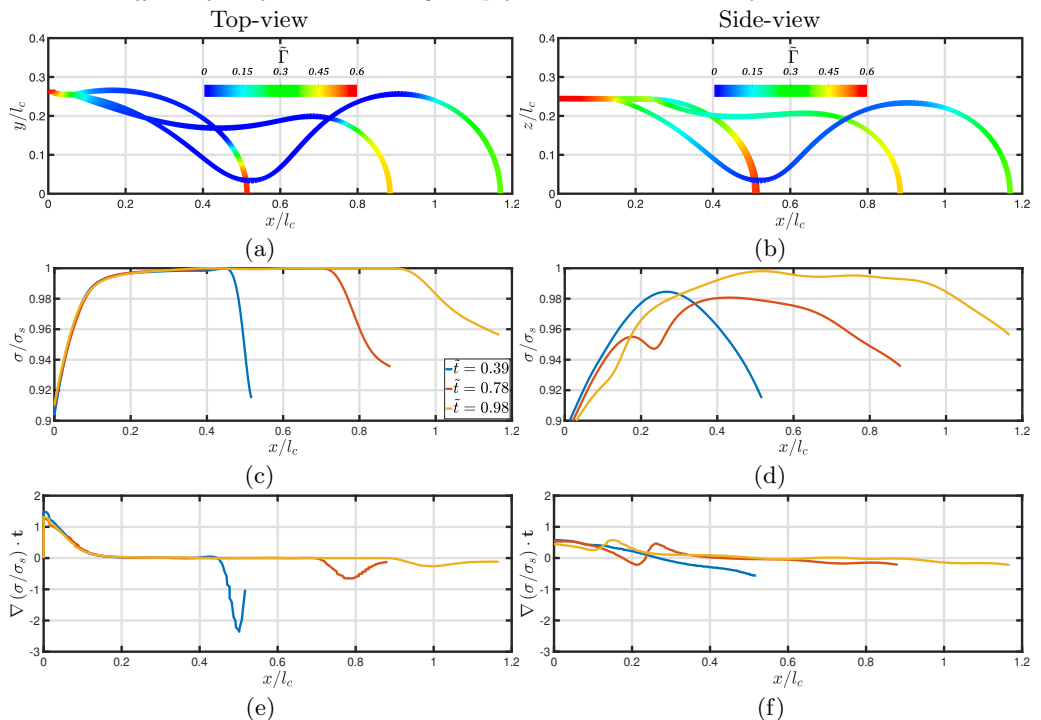 Top-view
Side-view
0.4
0.3
0.2
0.1
0
y/l_c
Γ̃
0 0.15 0.3 0.45 0.6
0 0.2 0.4 0.6 0.8 1 1.2
x/l_c
(a)
0.4
0.3
0.2
0.1
0
z/l_c
Γ̃
0 0.15 0.3 0.45 0.6
0 0.2 0.4 0.6 0.8 1 1.2
x/l_c
(b)
1
0.98
0.96
0.94
0.92
0.9
σ/σ_s
t̃ = 0.39
t̃ = 0.78
t̃ = 0.98
0 0.2 0.4 0.6 0.8 1 1.2
x/l_c
(c)
1
0.98
0.96
0.94
0.92
0.9
σ/σ_s
0 0.2 0.4 0.6 0.8 1 1.2
x/l_c
(d)
2
1
0
-1
-2
-3
∇(σ/σ_s) · t
0 0.2 0.4 0.6 0.8 1 1.2
x/l_c
(e)
2
1
0
-1
-2
-3
∇(σ/σ_s) · t
0 0.2 0.4 0.6 0.8 1 1.2
x/l_c
(f)